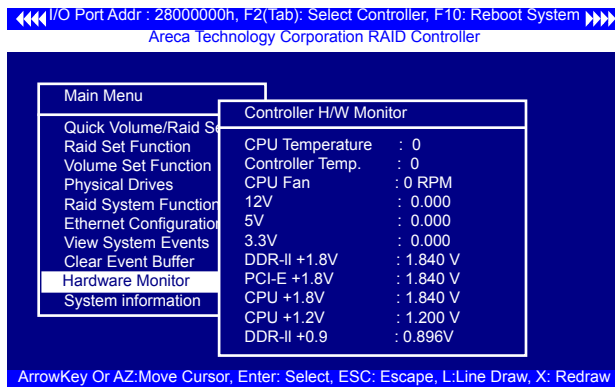 I/O Port Addr : 28000000h, F2(Tab): Select Controller, F10: Reboot System
Areca Technology Corporation RAID Controller
Main Menu
Quick Volume/Raid Se
Raid Set Function
Volume Set Function
Physical Drives
Raid System Function
Ethernet Configuration
View System Events
Clear Event Buffer
Hardware Monitor
System information
Controller H/W Monitor
CPU Temperature : 0
Controller Temp. : 0
CPU Fan : 0 RPM
12V : 0.000
5V : 0.000
3.3V : 0.000
DDR-II +1.8V : 1.840 V
PCI-E +1.8V : 1.840 V
CPU +1.8V : 1.840 V
CPU +1.2V : 1.200 V
DDR-II +0.9 : 0.896V
ArrowKey Or AZ:Move Cursor, Enter: Select, ESC: Escape, L:Line Draw, X: Redraw